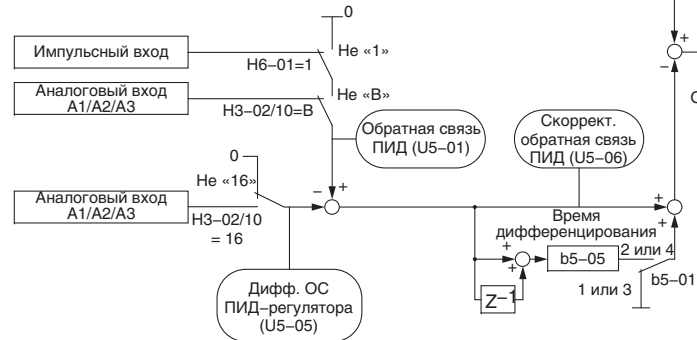 0
Импульсный вход
H6–01=1
Не «1»
Аналоговый вход
A1/A2/A3
H3–02/10=B
Не «B»
Обратная связь
ПИД (U5–01)
Скоррект.
обратная связь
ПИД (U5–06)
+
–
0
Не «16»
Аналоговый вход
A1/A2/A3
H3–02/10
= 16
–
+
+
+
Время
дифференцирования
+
+
b5–05
2 или 4
b5–01
1 или 3
Z–1
Дифф. ОС
ПИД–регулятора
(U5–05)